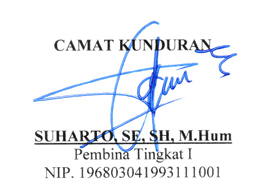 CAMAT KUNDURAN
SUHARTO, SE, SH, M.Hum
Pembina Tingkat I
NIP. 196803041993111001